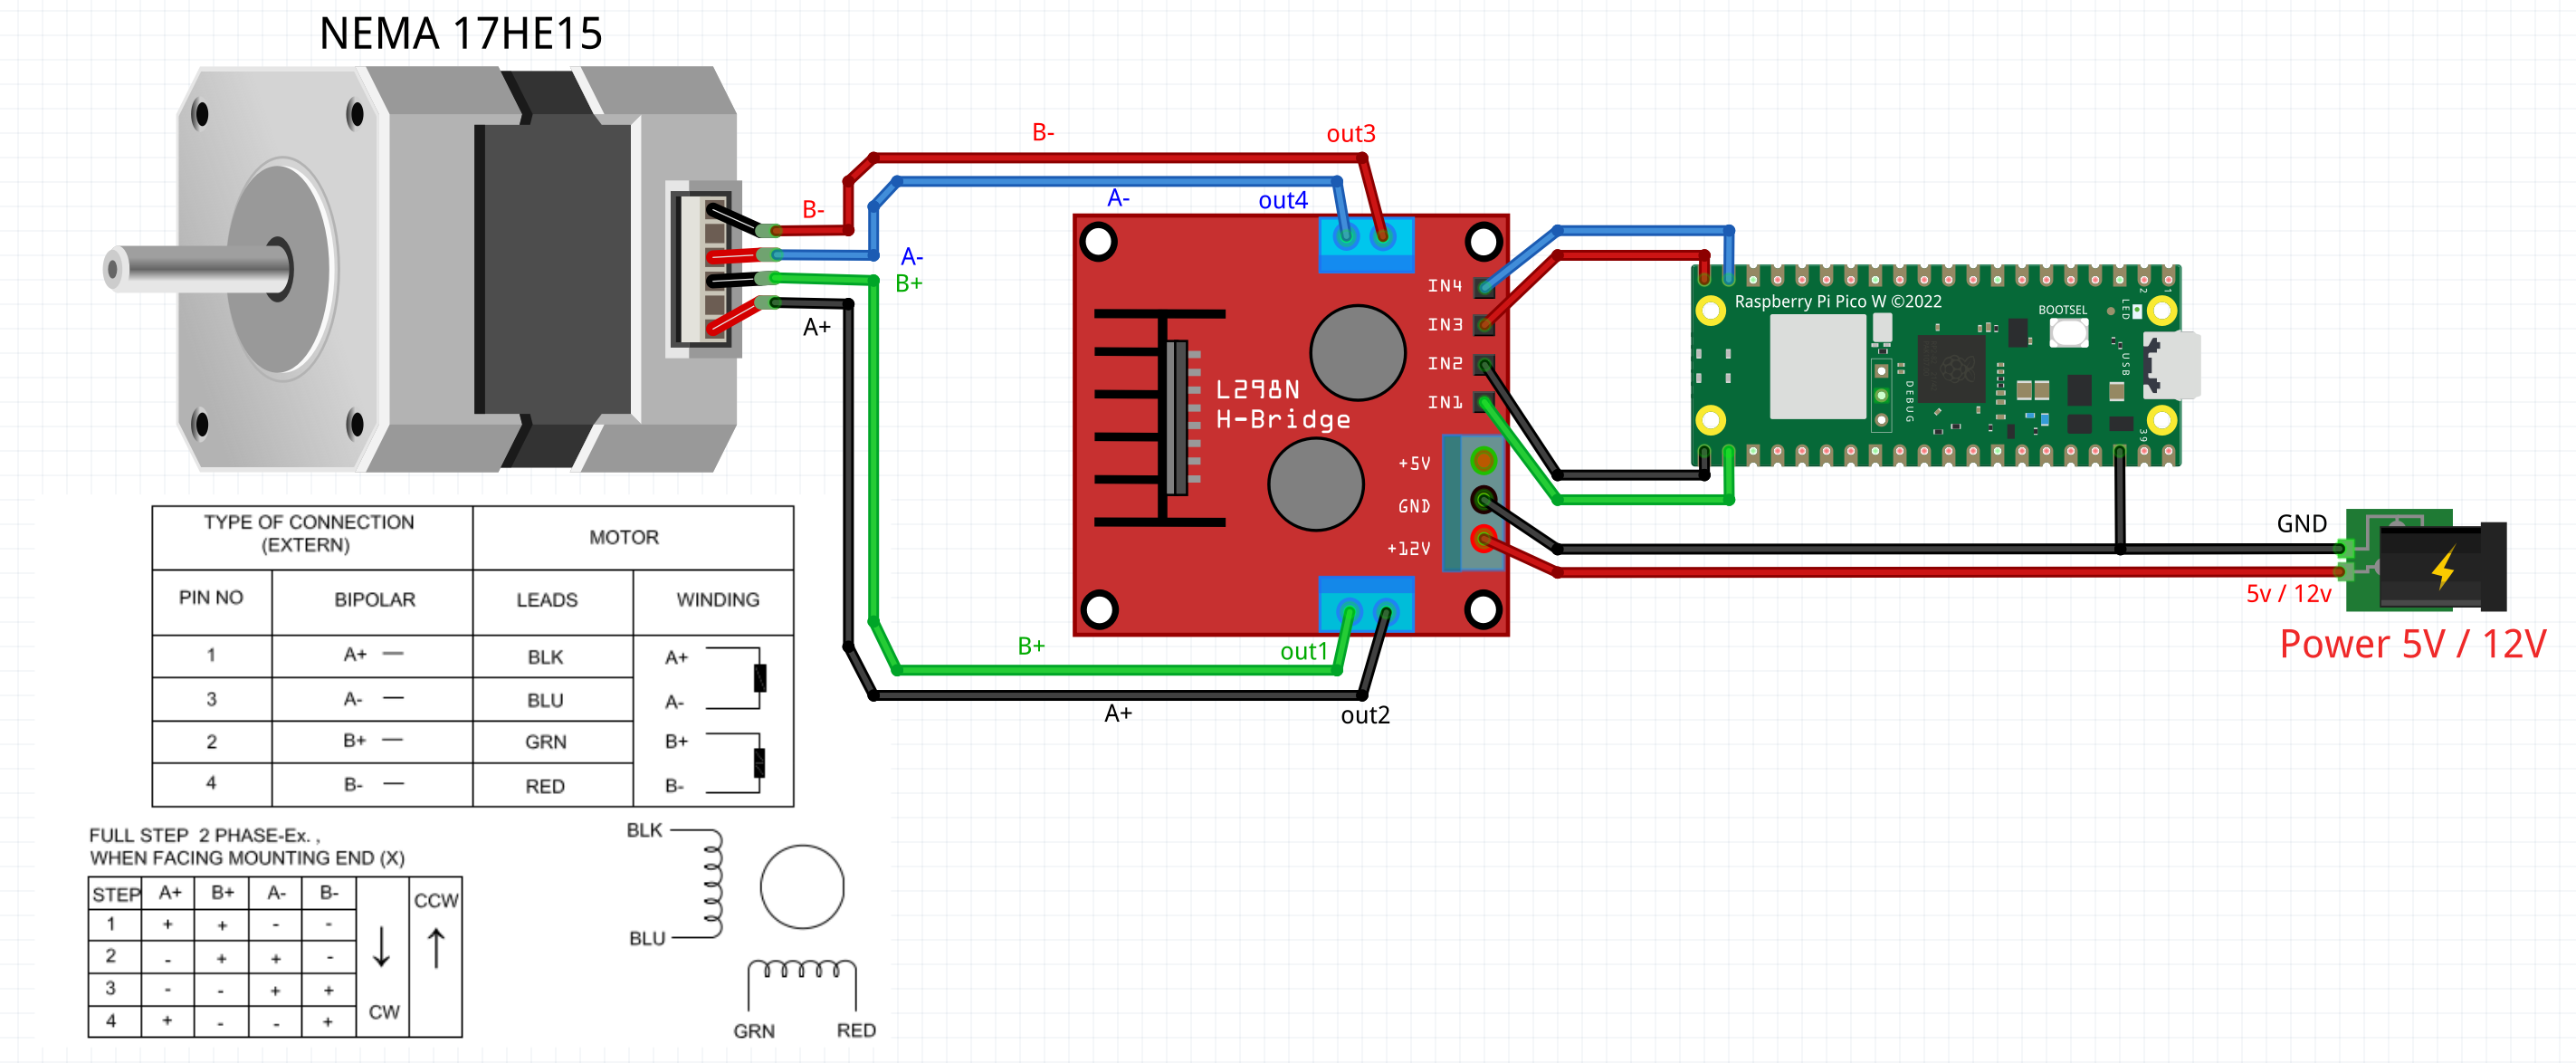 NEMA 17HE15
B-
out3
B-
A-
out4
A-
B+
A+
IN4
IN3
IN2
IN1
L298N
H-Bridge
+5V
GND
+12V
Raspberry Pi Pico W ©2022
BOOTSEL
LED
2
1
USB
DEBUG
39
GND
5v / 12v
Power 5V / 12V
B+
out1
A+
out2
TYPE OF CONNECTION
(EXTERN)
MOTOR
PIN NO BIPOLAR LEADS WINDING
1 A+ — BLK A+
3 A- — BLU A-
2 B+ — GRN B+
4 B- — RED B-
FULL STEP 2 PHASE-Ex. ,
WHEN FACING MOUNTING END (X)
STEP A+ B+ A- B- CCW
1 + + - -
2 - + + -
3 - - + +
4 + - - + CW
BLK
BLU
GRN RED